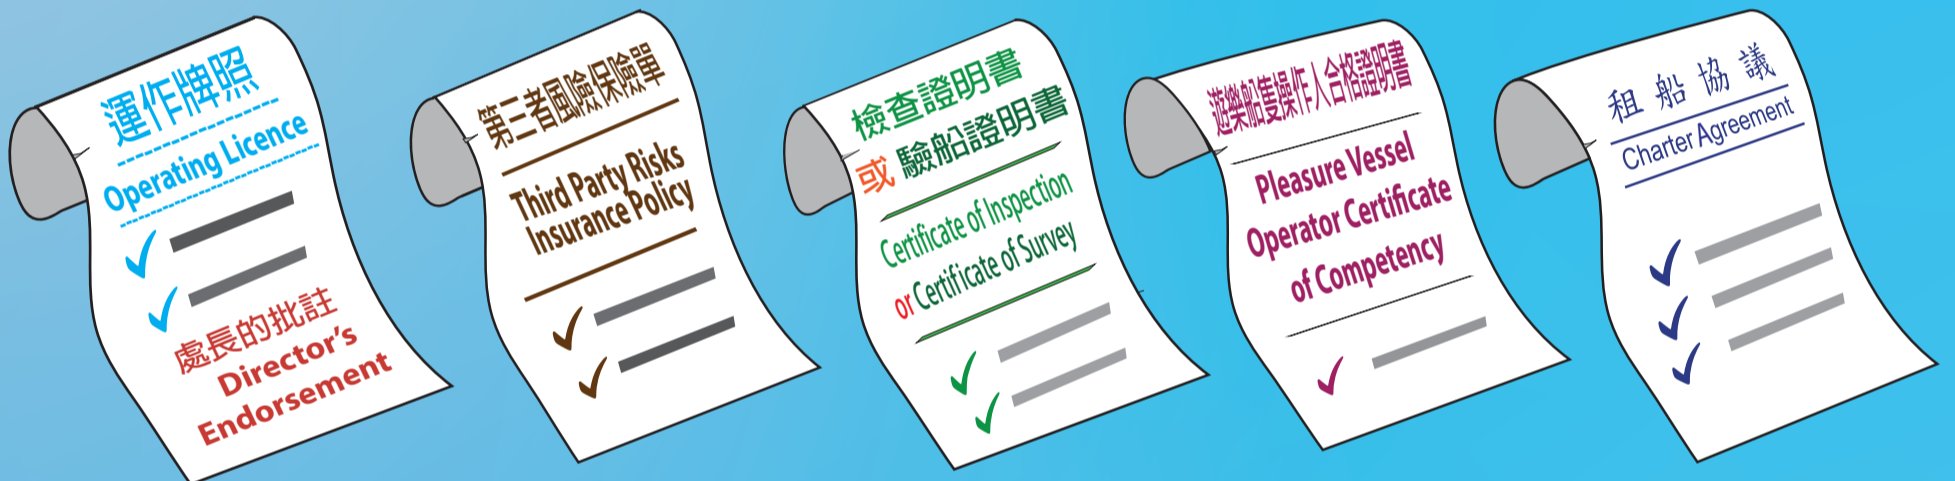 運作牌照
Operating Licence
處長的批註
Director's
Endorsement
第三者風險保險單
Third Party Risks
Insurance Policy
檢查證明書
或 驗船證明書
Certificate of Inspection
or Certificate of Survey
遊樂船隻操作人合格證明書
Pleasure Vessel
Operator Certificate
of Competency
租船協議
Charter Agreement